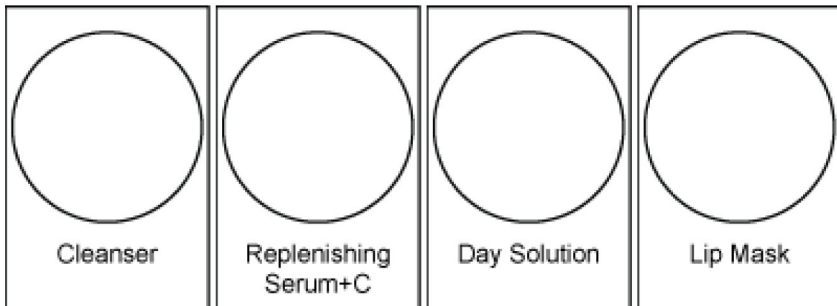 Cleanser
Replenishing
Serum+C
Day Solution
Lip Mask